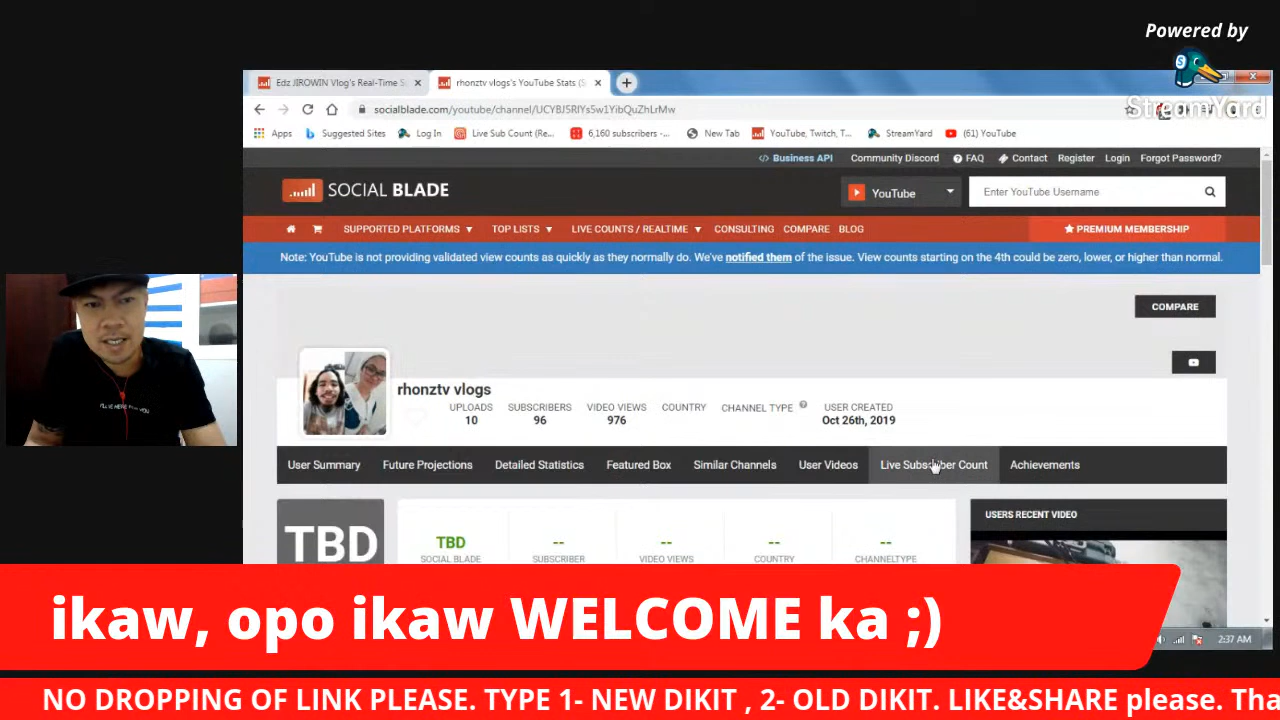 Powered by
StreamYard
Edz JIROWIN Vlog's Real-Time S
rhonztv vlogs's YouTube Stats (S
socialblade.com/youtube/channel/UCYBJ5RlYs5w1YibQuZhLrMw
Apps
Suggested Sites
Log In
Live Sub Count (Re...
6,160 subscribers -...
New Tab
YouTube, Twitch, T...
StreamYard
(61) YouTube
</> Business API
Community Discord
FAQ
Contact
Register
Login
Forgot Password?
SOCIAL BLADE
YouTube
Enter YouTube Username
SUPPORTED PLATFORMS
TOP LISTS
LIVE COUNTS / REALTIME
CONSULTING
COMPARE
BLOG
PREMIUM MEMBERSHIP
Note: YouTube is not providing validated view counts as quickly as they normally do. We've notified them of the issue. View counts starting on the 4th could be zero, lower, or higher than normal.
COMPARE
rhonztv vlogs
UPLOADS
10
SUBSCRIBERS
96
VIDEO VIEWS
976
COUNTRY
CHANNEL TYPE
USER CREATED
Oct 26th, 2019
User Summary
Future Projections
Detailed Statistics
Featured Box
Similar Channels
User Videos
Live Subscriber Count
Achievements
TBD
TBD
SOCIAL BLADE
--
SUBSCRIBER
--
VIDEO VIEWS
--
COUNTRY
--
CHANNELTYPE
USERS RECENT VIDEO
ikaw, opo ikaw WELCOME ka ;)
2:37 AM
NO DROPPING OF LINK PLEASE. TYPE 1- NEW DIKIT , 2- OLD DIKIT. LIKE&SHARE please. Tha